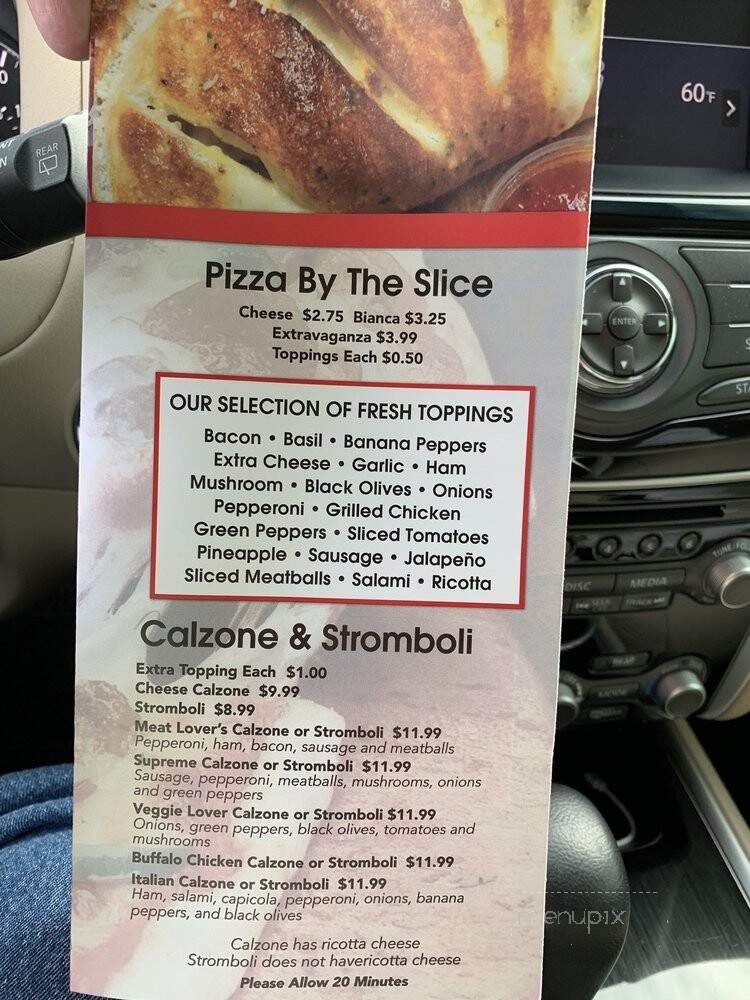 REAR
60°F
ENTER
Pizza By The Slice
Cheese $2.75 Bianca $3.25
Extravaganza $3.99
Toppings Each $0.50
OUR SELECTION OF FRESH TOPPINGS
Bacon • Basil • Banana Peppers
Extra Cheese • Garlic • Ham
Mushroom • Black Olives • Onions
Pepperoni • Grilled Chicken
Green Peppers • Sliced Tomatoes
Pineapple • Sausage • Jalapeño
Sliced Meatballs • Salami • Ricotta
DISC
MEDIA
TRACK
Calzone & Stromboli
Extra Topping Each $1.00
Cheese Calzone $9.99
Stromboli $8.99
Meat Lover's Calzone or Stromboli $11.99
Pepperoni, ham, bacon, sausage and meatballs
Supreme Calzone or Stromboli $11.99
Sausage, pepperoni, meatballs, mushrooms, onions
and green peppers
Veggie Lover Calzone or Stromboli $11.99
Onions, green peppers, black olives, tomatoes and
mushrooms
Buffalo Chicken Calzone or Stromboli $11.99
Italian Calzone or Stromboli $11.99
Ham, salami, capicola, pepperoni, onions, banana
peppers, and black olives
menupix
Calzone has ricotta cheese
Stromboli does not havericotta cheese
Please Allow 20 Minutes